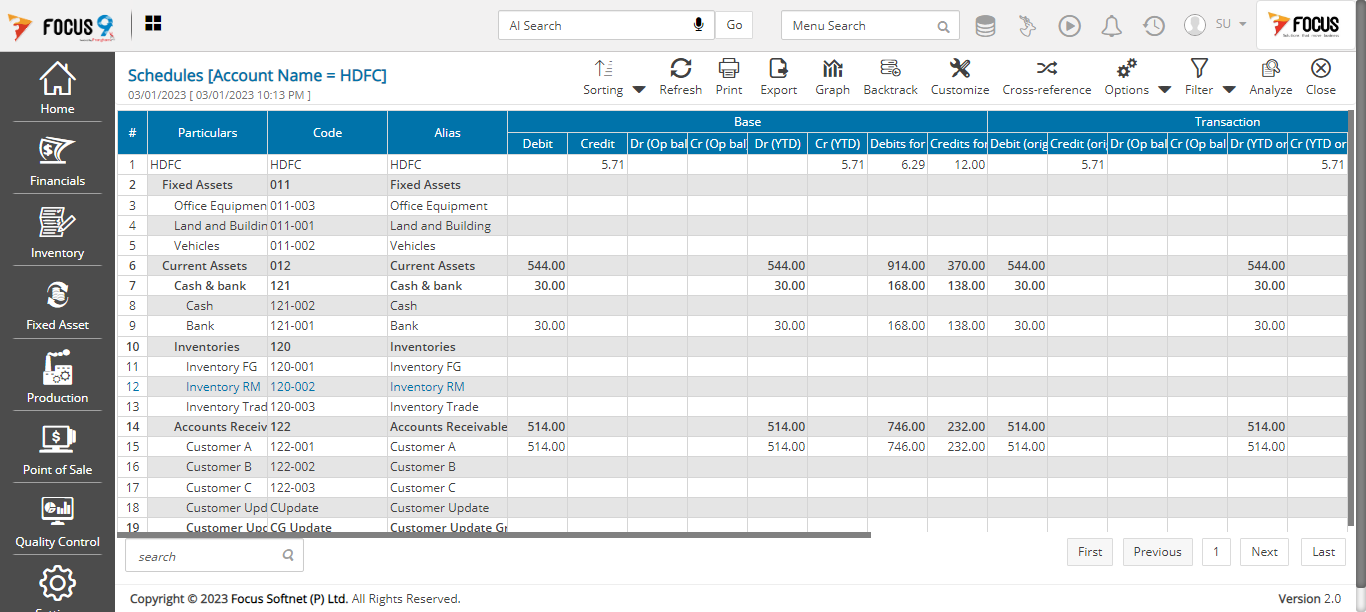 FOCUS 9
AI Search
Go
Menu Search
SU
FOCUS
Home
Financials
Inventory
Fixed Asset
Production
Point of Sale
Quality Control
Schedules [Account Name = HDFC]
03/01/2023 [ 03/01/2023 10:13 PM ]
Sorting Refresh Print Export Graph Backtrack Customize Cross-reference Options Filter Analyze Close
# Particulars Code Alias Base Transaction
Debit Credit Dr (Op bal Cr (Op bal Dr (YTD) Cr (YTD) Debits for Credits for Debit (orig Credit (ori Dr (Op bal Cr (Op bal Dr (YTD or Cr (YTD or
1 HDFC HDFC HDFC 5.71 5.71 6.29 12.00 5.71 5.71
2 Fixed Assets 011 Fixed Assets
3 Office Equipmen 011-003 Office Equipment
4 Land and Buildin 011-001 Land and Building
5 Vehicles 011-002 Vehicles
6 Current Assets 012 Current Assets 544.00 544.00 914.00 370.00 544.00 544.00
7 Cash & bank 121 Cash & bank 30.00 30.00 168.00 138.00 30.00 30.00
8 Cash 121-002 Cash
9 Bank 121-001 Bank 30.00 30.00 168.00 138.00 30.00 30.00
10 Inventories 120 Inventories
11 Inventory FG 120-001 Inventory FG
12 Inventory RM 120-002 Inventory RM
13 Inventory Trad 120-003 Inventory Trade
14 Accounts Receiv 122 Accounts Receivable 514.00 514.00 746.00 232.00 514.00 514.00
15 Customer A 122-001 Customer A 514.00 514.00 746.00 232.00 514.00 514.00
16 Customer B 122-002 Customer B
17 Customer C 122-003 Customer C
18 Customer Upd CUpdate Customer Update
19 Customer Upd CG Update Customer Update Gr
search
First Previous 1 Next Last
Copyright © 2023 Focus Softnet (P) Ltd. All Rights Reserved.
Version 2.0